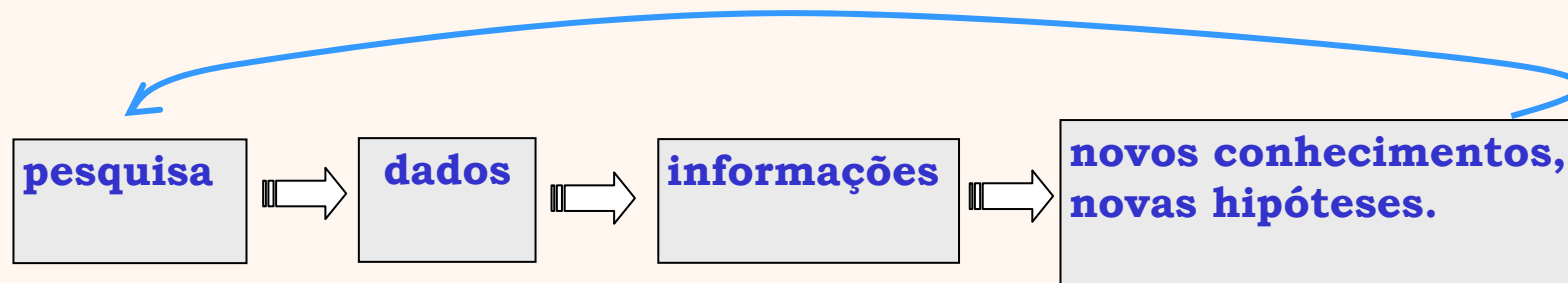 pesquisa
dados
informações
novos conhecimentos,
novas hipóteses.